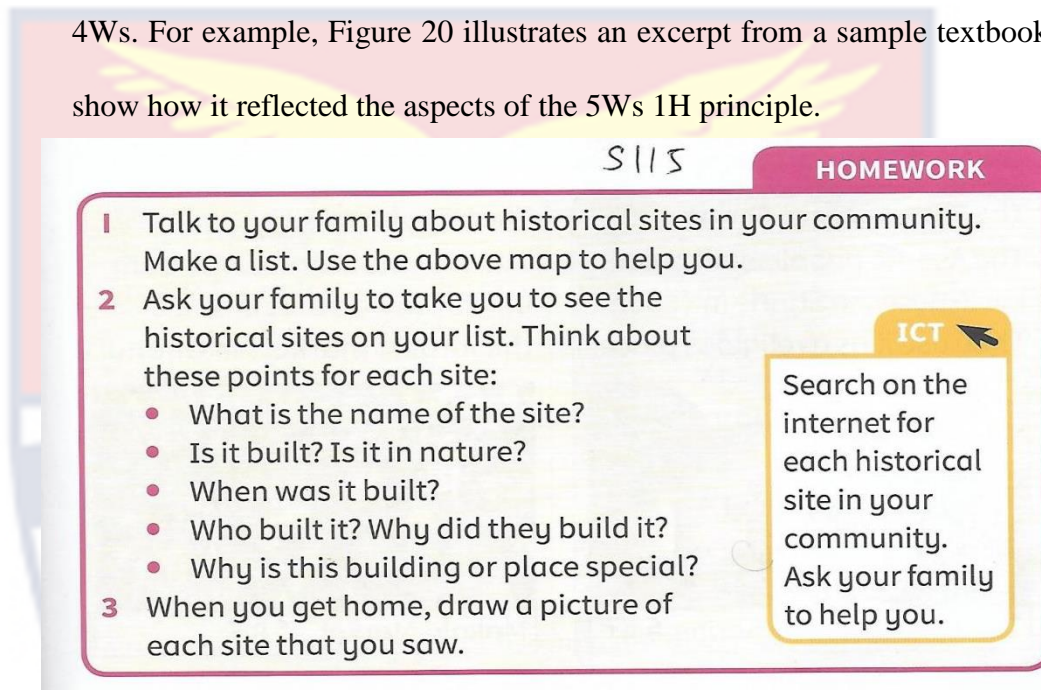 4Ws. For example, Figure 20 illustrates an excerpt from a sample textbook
show how it reflected the aspects of the 5Ws 1H principle.
S115
HOMEWORK
1 Talk to your family about historical sites in your community.
Make a list. Use the above map to help you.
2 Ask your family to take you to see the
historical sites on your list. Think about
these points for each site:
• What is the name of the site?
• Is it built? Is it in nature?
• When was it built?
• Who built it? Why did they build it?
• Why is this building or place special?
3 When you get home, draw a picture of
each site that you saw.
ICT
Search on the
internet for
each historical
site in your
community.
Ask your family
to help you.